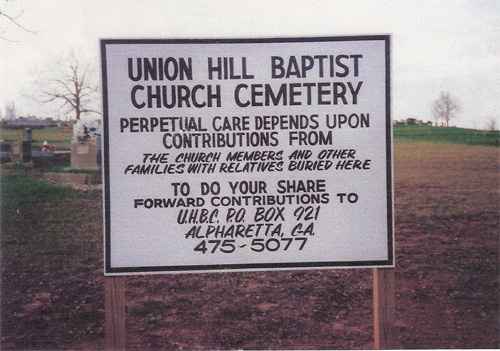 UNION HILL BAPTIST
CHURCH CEMETERY
PERPETUAL CARE DEPENDS UPON
CONTRIBUTIONS FROM
THE CHURCH MEMBERS AND OTHER
FAMILIES WITH RELATIVES BURIED HERE
TO DO YOUR SHARE
FORWARD CONTRIBUTIONS TO
U.H.B.C. P.O. BOX 921
ALPHARETTA, GA.
475-5077